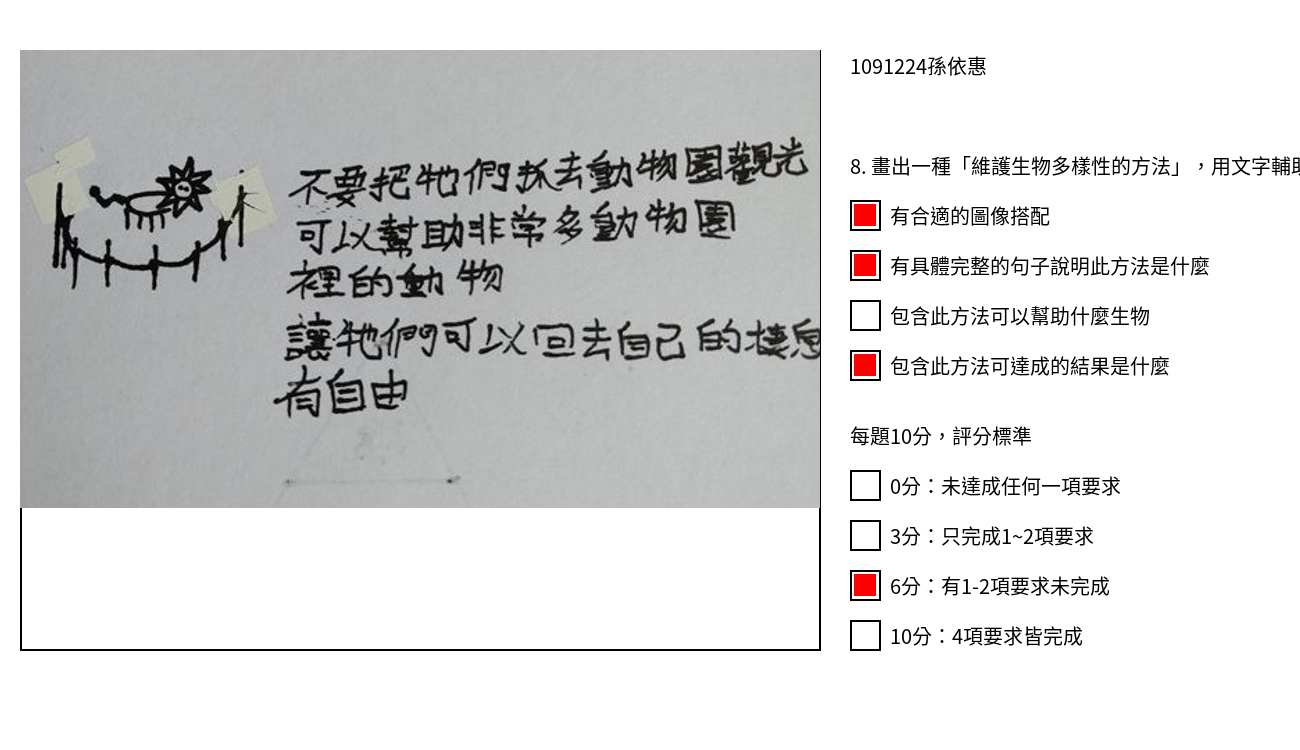 不要把牠們抓去動物園觀光
可以幫助非常多動物園
裡的動物
讓牠們可以回去自己的棲息
有自由
1091224孫依惠
8. 畫出一種「維護生物多樣性的方法」，用文字輔助
有合適的圖像搭配
有具體完整的句子說明此方法是什麼
包含此方法可以幫助什麼生物
包含此方法可達成的結果是什麼
每題10分，評分標準
0分：未達成任何一項要求
3分：只完成1~2項要求
6分：有1-2項要求未完成
10分：4項要求皆完成